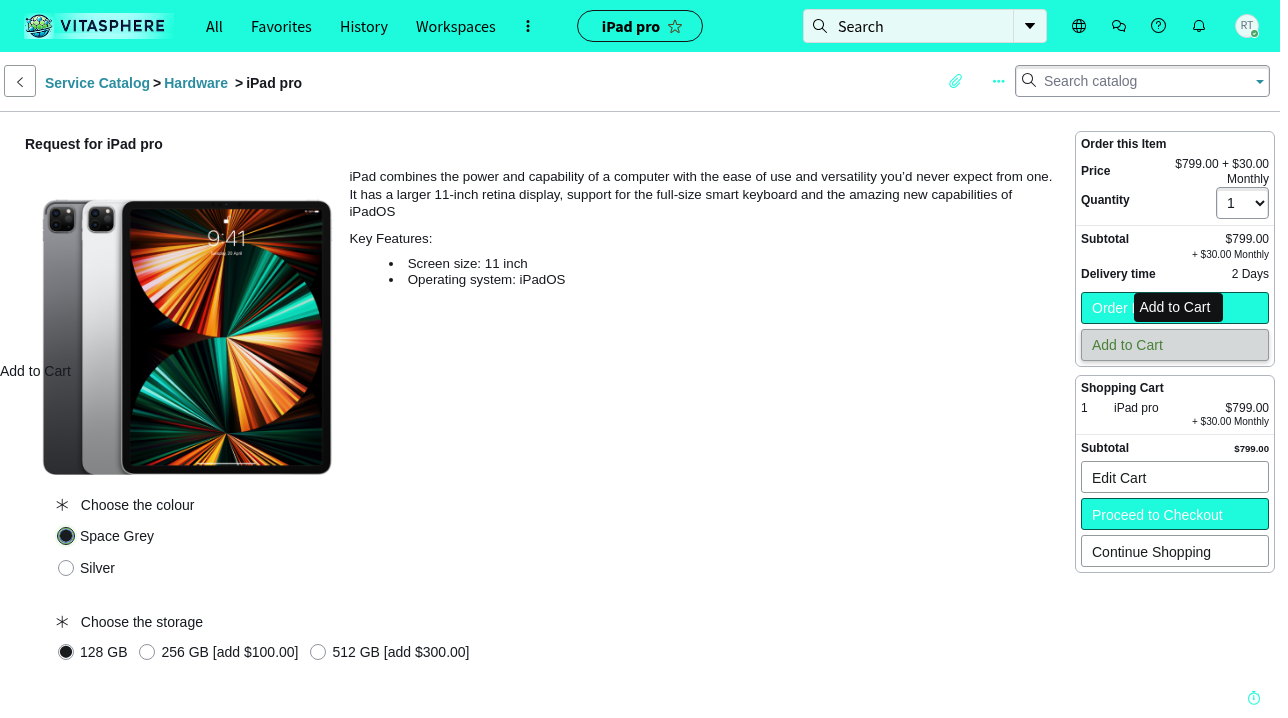 VITASPHERE
All
Favorites
History
Workspaces
iPad pro
Search
RT
Service Catalog > Hardware > iPad pro
Search catalog
Request for iPad pro
iPad combines the power and capability of a computer with the ease of use and versatility you'd never expect from one.
It has a larger 11-inch retina display, support for the full-size smart keyboard and the amazing new capabilities of
iPadOS
Key Features:
Screen size: 11 inch
Operating system: iPadOS
9:41
Add to Cart
Choose the colour
Space Grey
Silver
Choose the storage
128 GB
256 GB [add $100.00]
512 GB [add $300.00]
Order this Item
Price
$799.00 + $30.00
Monthly
Quantity
1
Subtotal
$799.00
+ $30.00 Monthly
Delivery time
2 Days
Order
Add to Cart
Add to Cart
Shopping Cart
1
iPad pro
$799.00
+ $30.00 Monthly
Subtotal
$799.00
Edit Cart
Proceed to Checkout
Continue Shopping